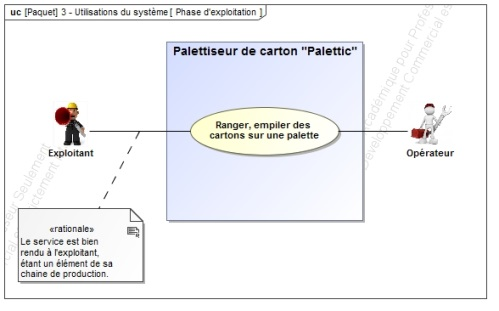 uc [Paquet] 3 - Utilisations du système [ Phase d'exploitation ]
Palettiseur de carton "Palettic"
Ranger, empiler des
cartons sur une palette
Exploitant
Opérateur
«rationale»
Le service est bien
rendu à l'exploitant,
étant un élément de sa
chaine de production.